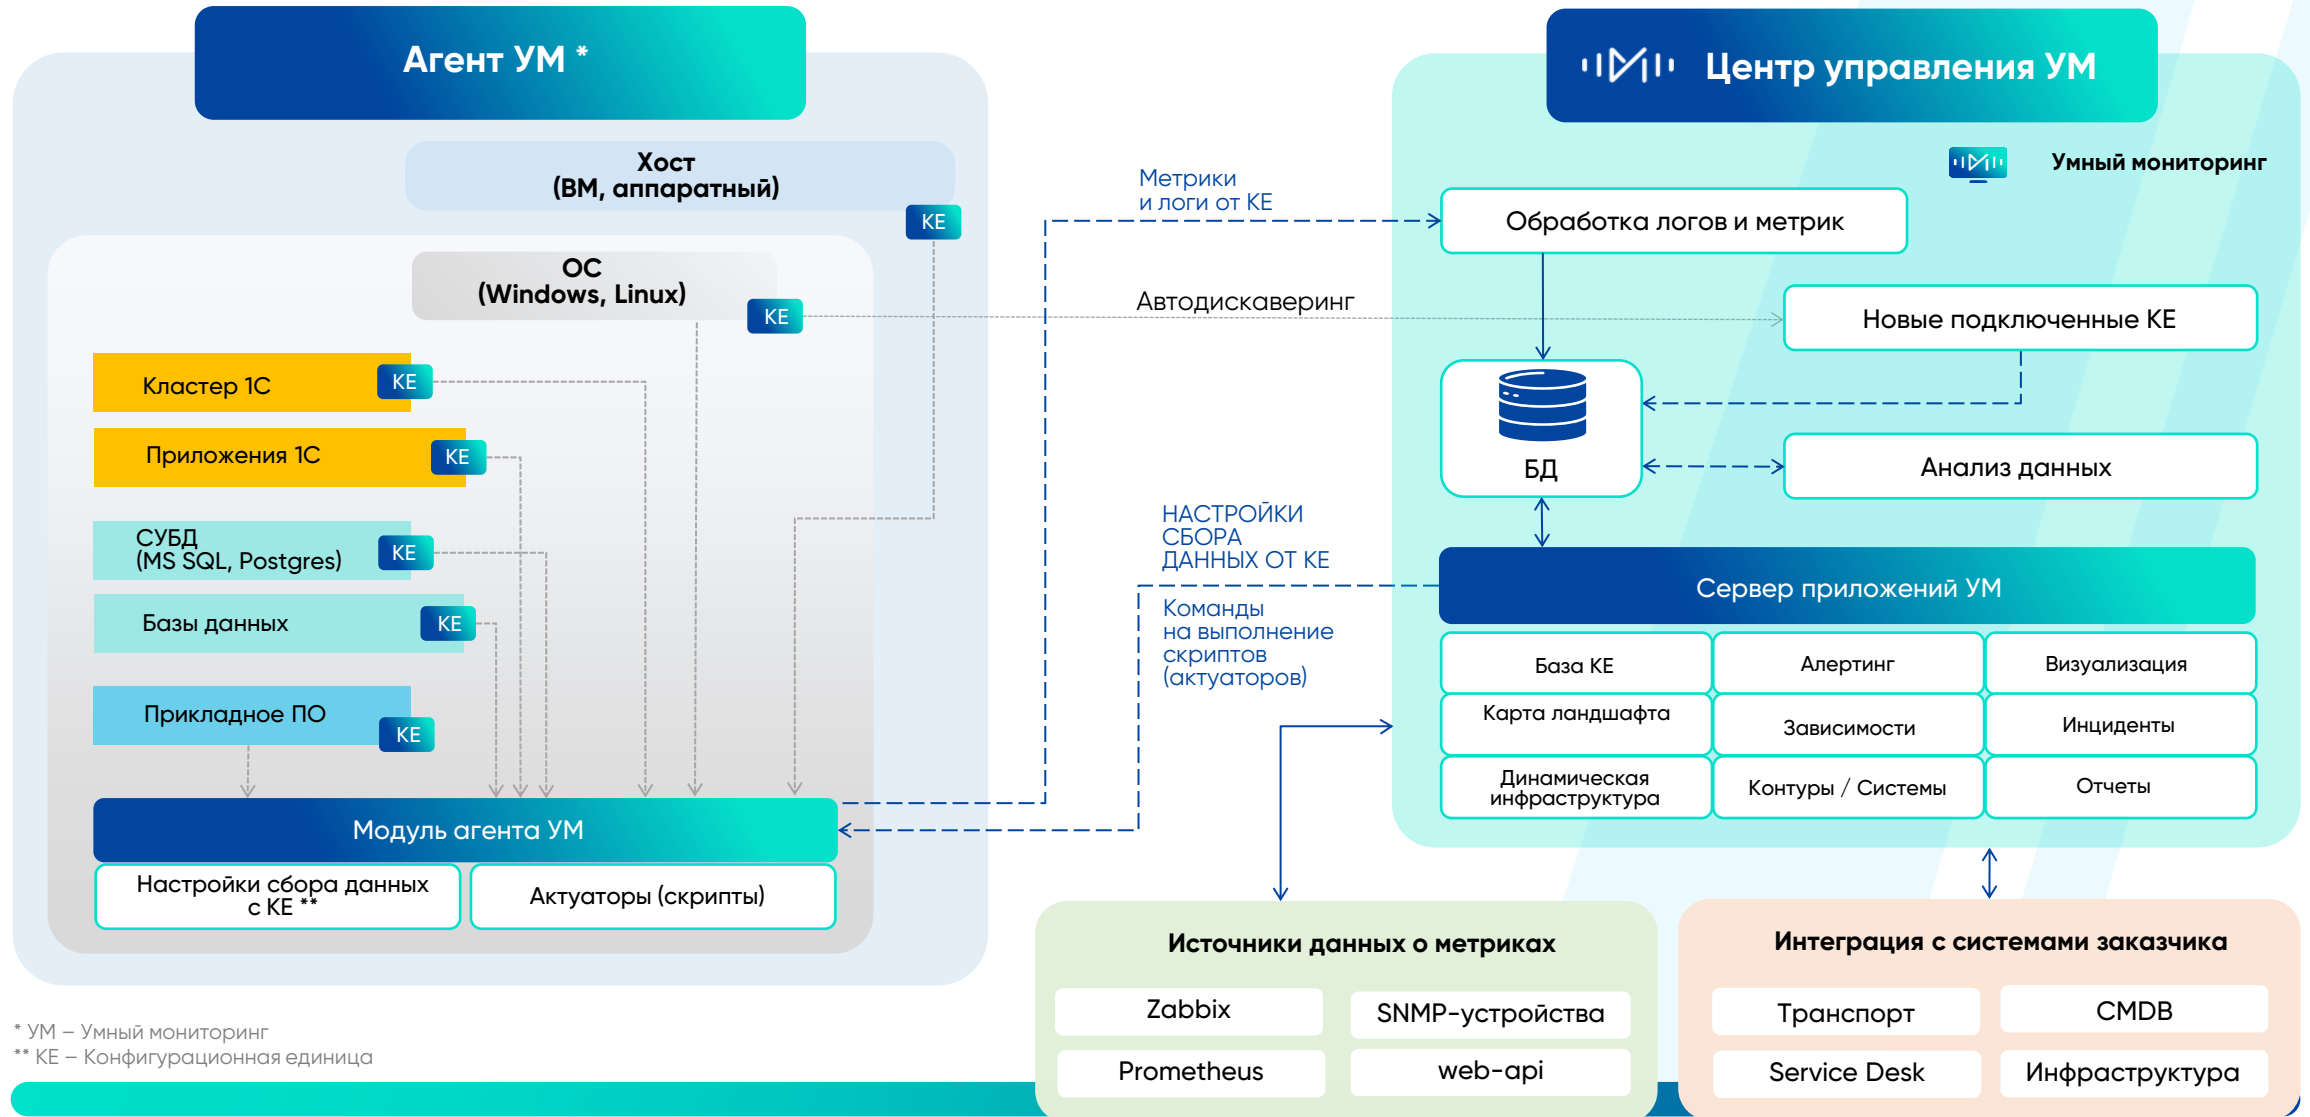 Агент УМ *
Хост
(ВМ, аппаратный)
КЕ
ОС
(Windows, Linux)
КЕ
Кластер 1С
КЕ
Приложения 1С
КЕ
СУБД
(MS SQL, Postgres)
КЕ
Базы данных
КЕ
Прикладное ПО
КЕ
Модуль агента УМ
Настройки сбора данных
с КЕ **
Актуаторы (скрипты)
* УМ – Умный мониторинг
** КЕ – Конфигурационная единица
Метрики
и логи от КЕ
Автодискаверинг
НАСТРОЙКИ
СБОРА
ДАННЫХ ОТ КЕ
Команды
на выполнение
скриптов
(актуаторов)
Центр управления УМ
Умный мониторинг
Обработка логов и метрик
Новые подключенные КЕ
БД
Анализ данных
Сервер приложений УМ
База КЕ
Алертинг
Визуализация
Карта ландшафта
Зависимости
Инциденты
Динамическая
инфраструктура
Контуры / Системы
Отчеты
Источники данных о метриках
Zabbix
SNMP-устройства
Prometheus
web-api
Интеграция с системами заказчика
Транспорт
CMDB
Service Desk
Инфраструктура